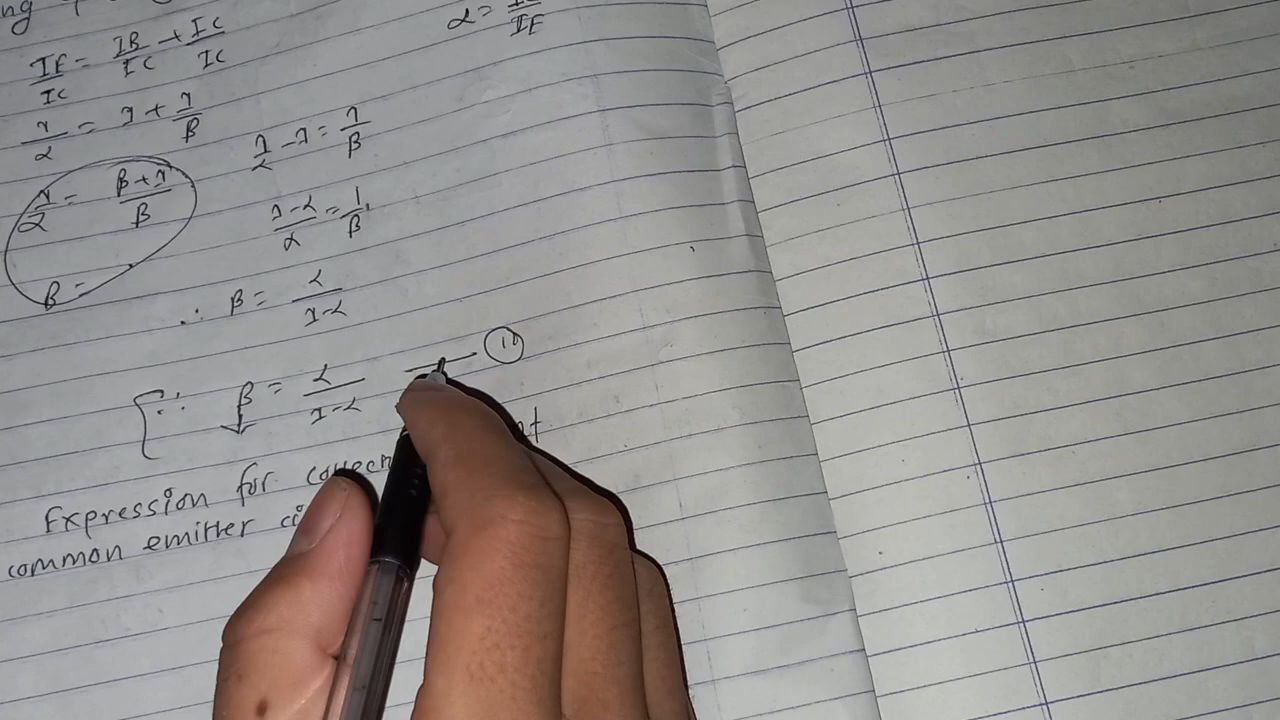 α = IC/IE
IE/IC = IB/IC + IC/IC
1/α = 1 + 1/β
1/α = β+1/β
β =
1/α - 1 = 1/β
1-α/α = 1/β
∴ β = α/1-α
∴ β = α/1-α
Expression for
common emitter